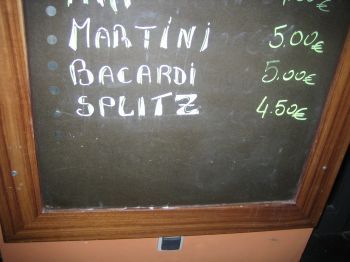 MARTINI 5.00€
BACARDI 5.00€
SPLITZ 4.50€